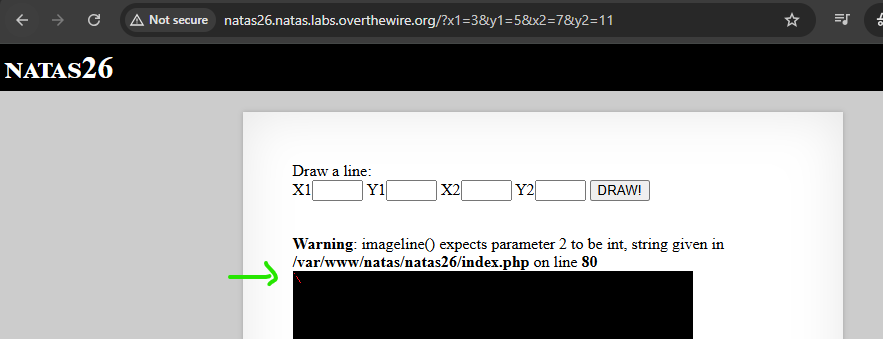 Not secure natas26.natas.labs.overthewire.org/?x1=3&y1=5&x2=7&y2=11
NATAS26
Draw a line:
X1 Y1 X2 Y2 DRAW!
Warning: imageline() expects parameter 2 to be int, string given in
/var/www/natas/natas26/index.php on line 80